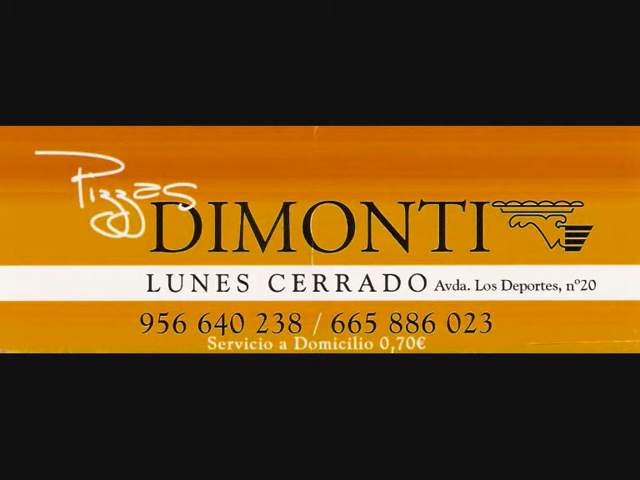 Pizzas
DIMONTI
LUNES CERRADO Avda. Los Deportes, nº20
956 640 238 / 665 886 023
Servicio a Domicilio 0,70€